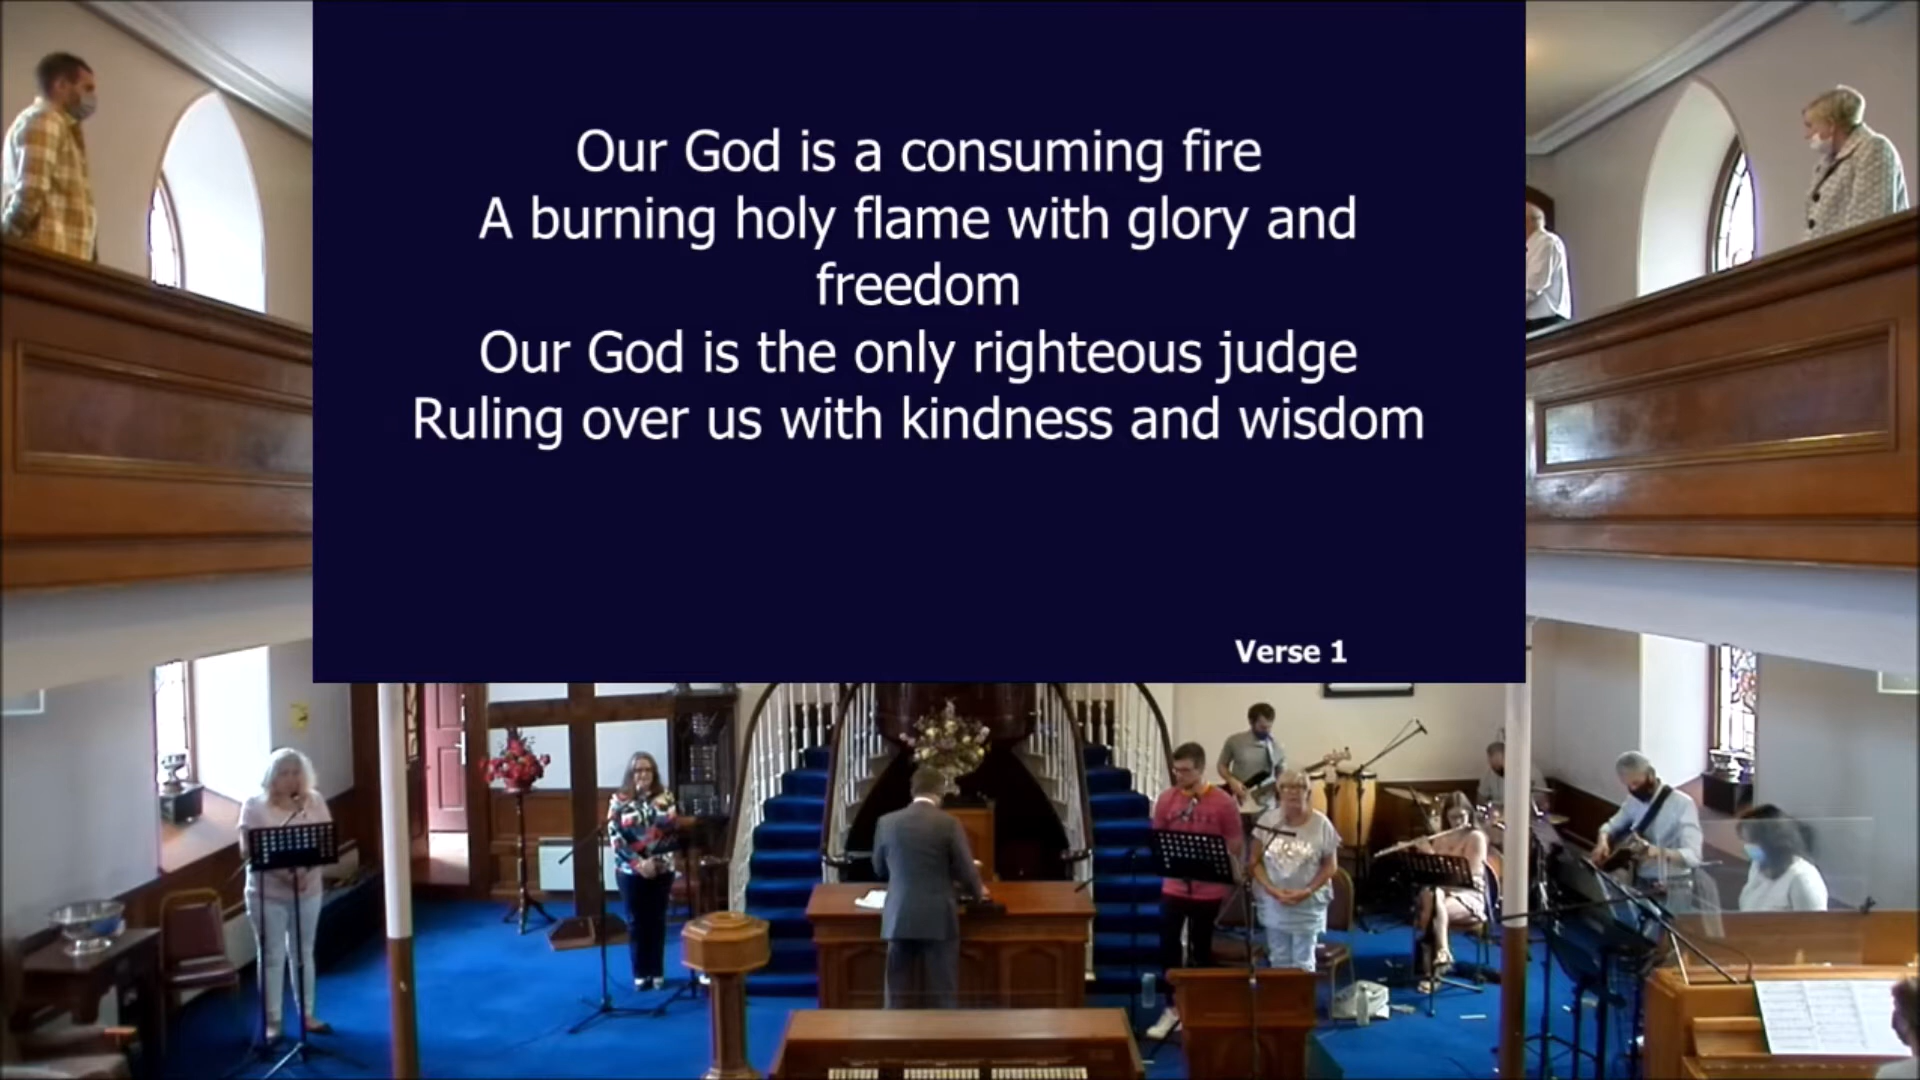 Our God is a consuming fire
A burning holy flame with glory and
freedom
Our God is the only righteous judge
Ruling over us with kindness and wisdom
Verse 1